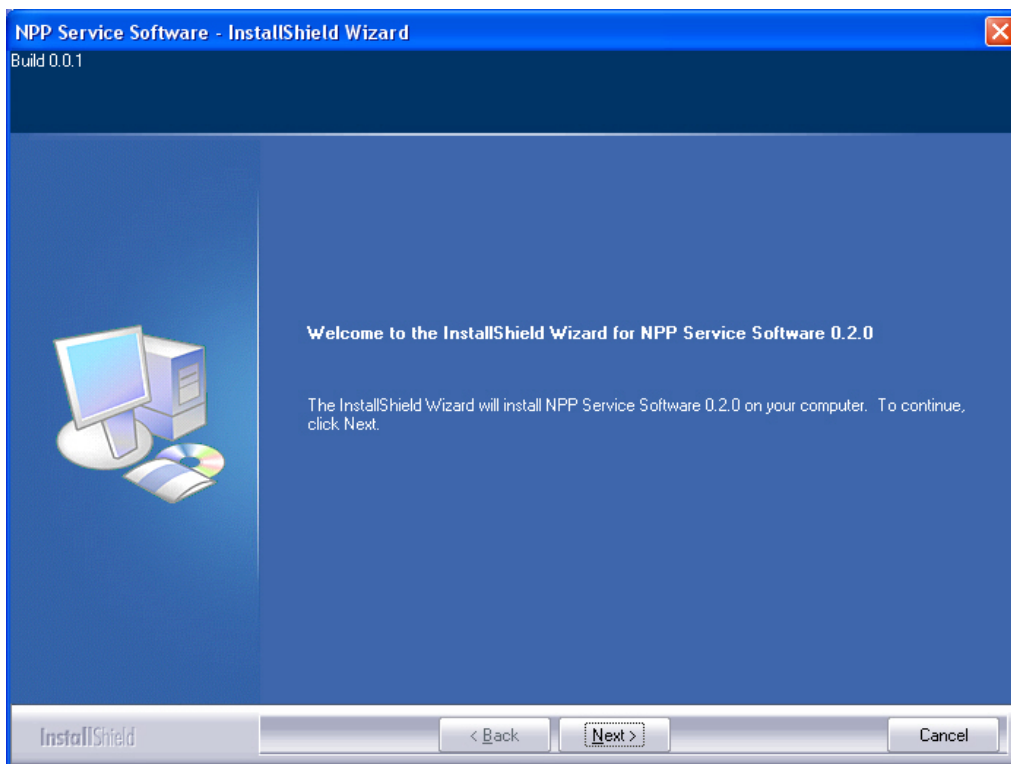 NPP Service Software - InstallShield Wizard
Build 0.0.1
Welcome to the InstallShield Wizard for NPP Service Software 0.2.0
The InstallShield Wizard will install NPP Service Software 0.2.0 on your computer. To continue,
click Next.
InstallShield
< Back
Next >
Cancel